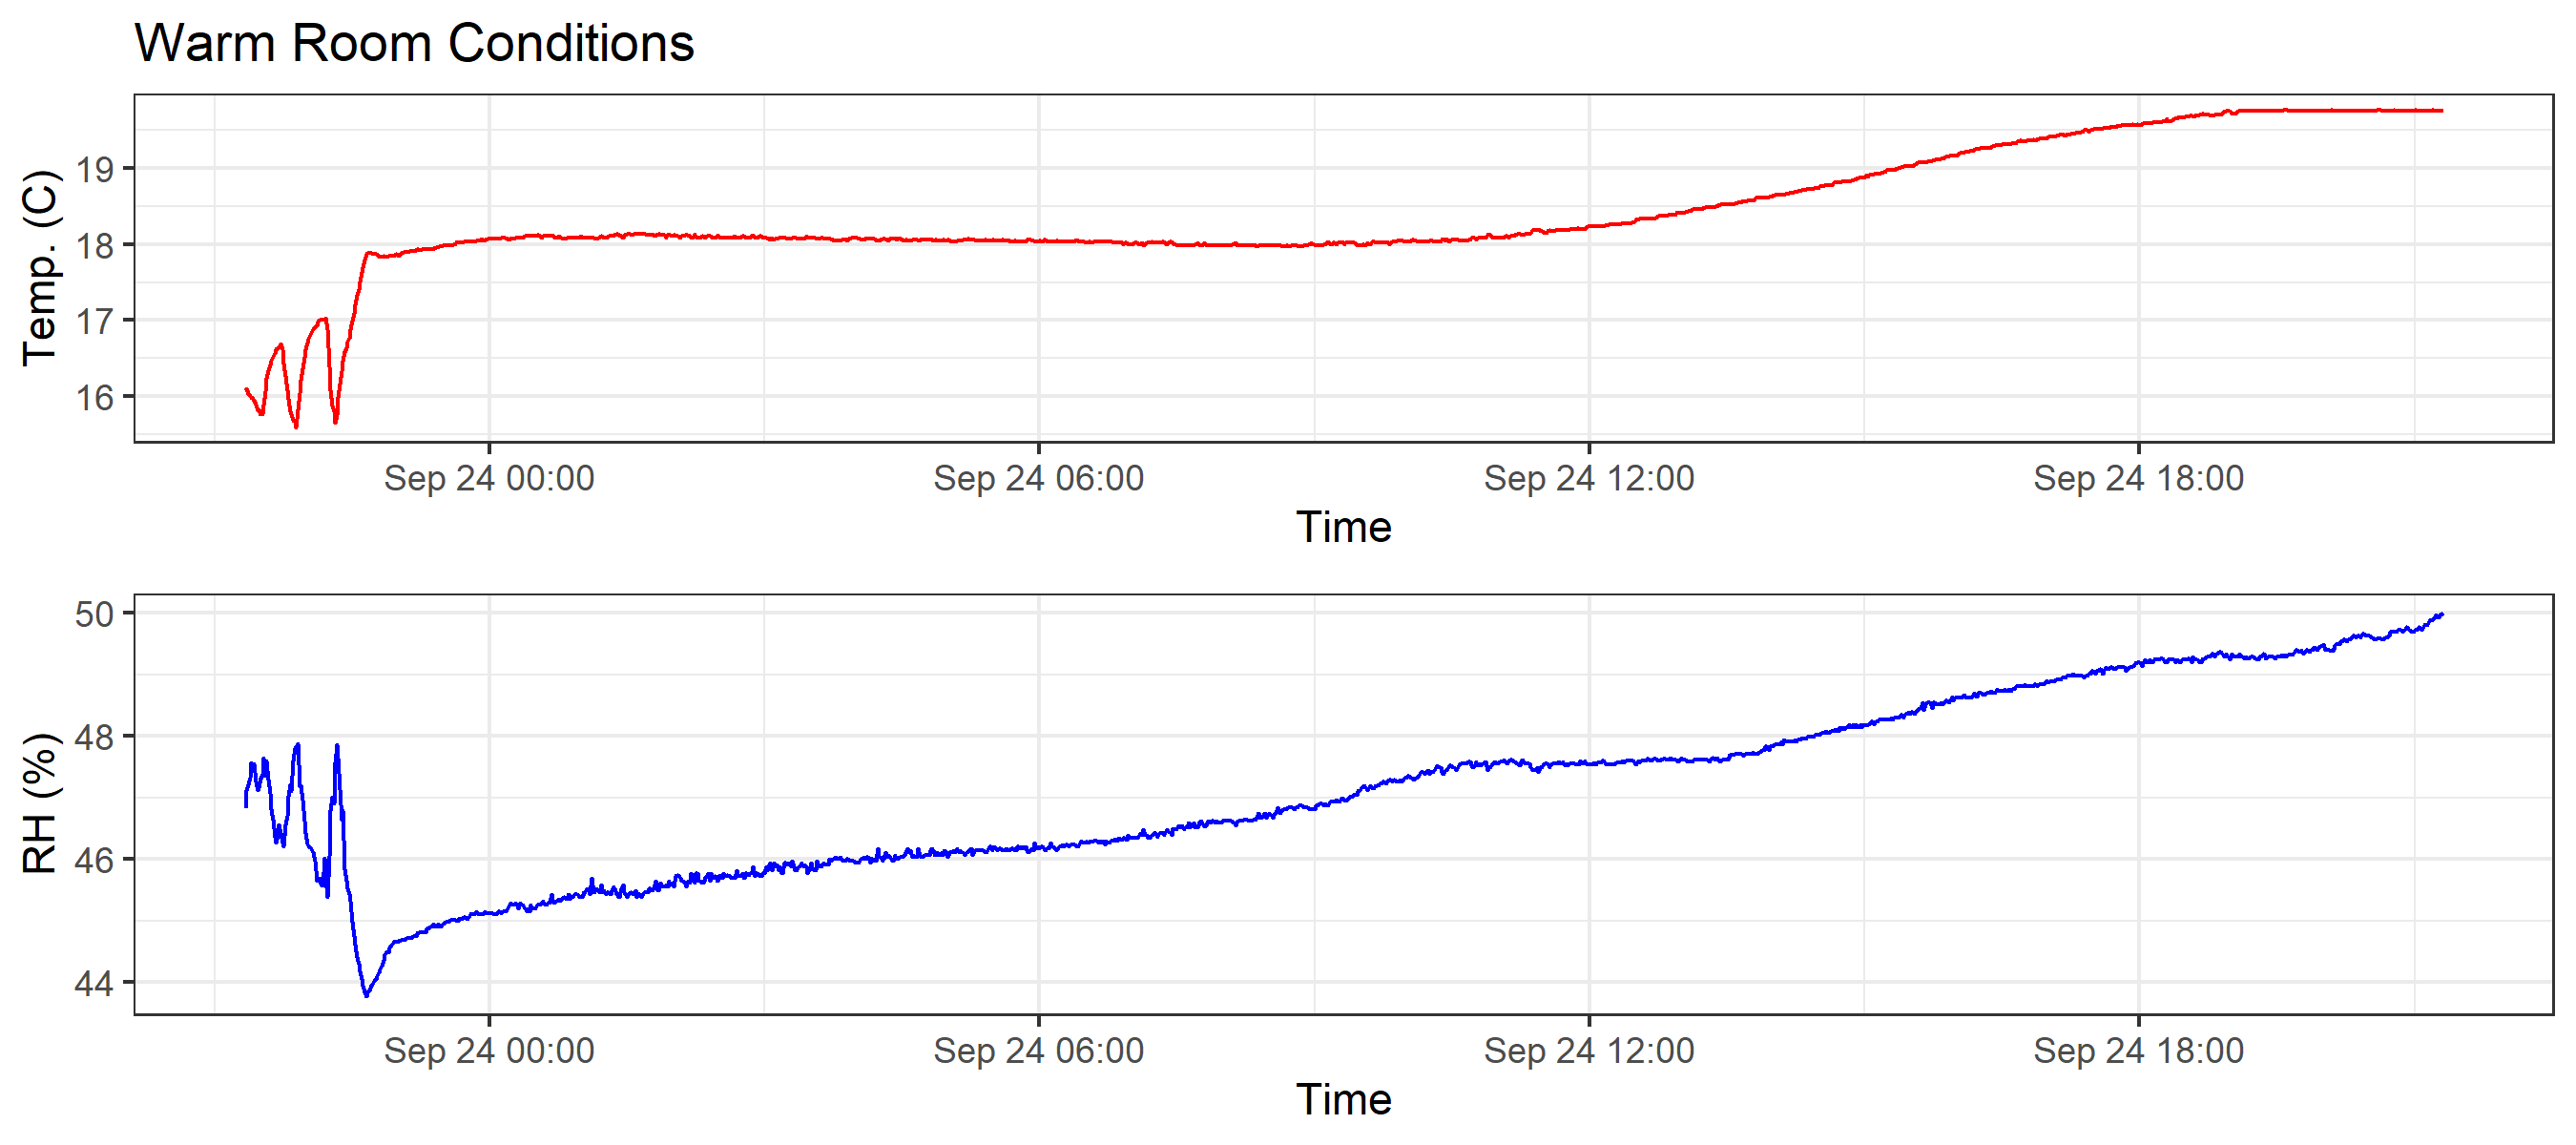 Warm Room Conditions
Temp. (C)
19
18
17
16
Sep 24 00:00 Sep 24 06:00 Sep 24 12:00 Sep 24 18:00
Time
RH (%)
50
48
46
44
Sep 24 00:00 Sep 24 06:00 Sep 24 12:00 Sep 24 18:00
Time